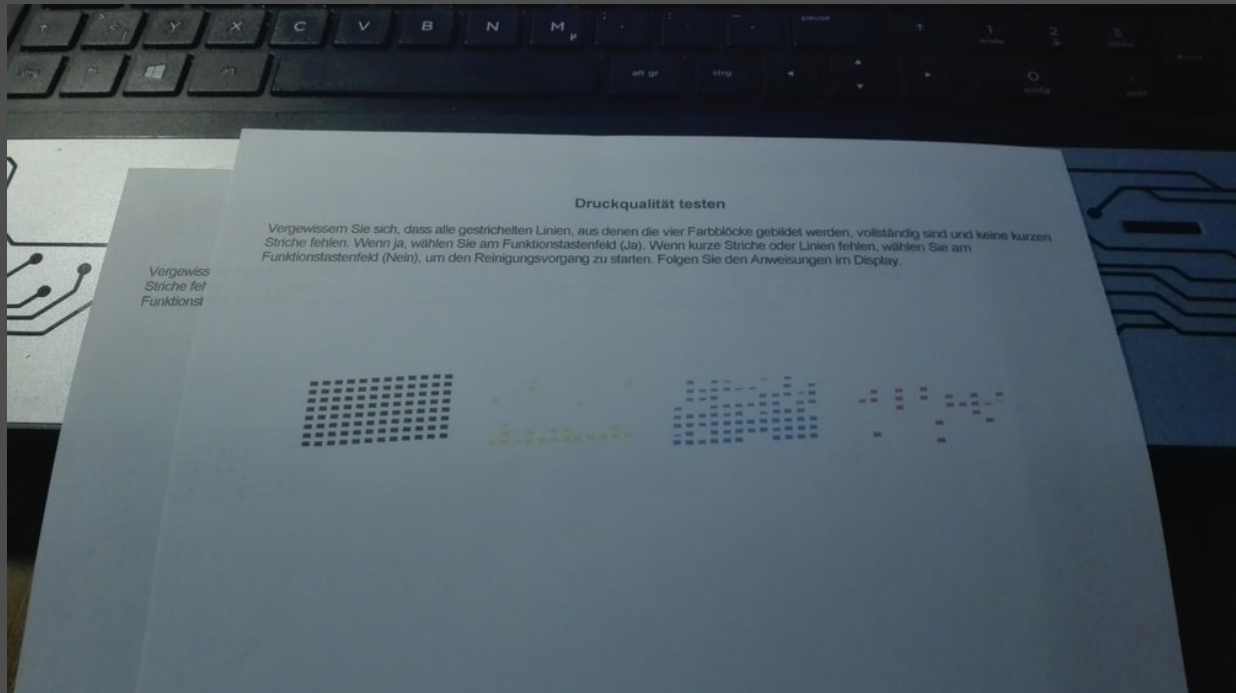 Y X C V B N M
µ
pause
alt gr
strg
Druckqualität testen
Vergewissern Sie sich, dass alle gestrichelten Linien, aus denen die vier Farbblöcke gebildet werden, vollständig sind und keine kurzen
Striche fehlen. Wenn ja, wählen Sie am Funktionstastenfeld (Ja). Wenn kurze Striche oder Linien fehlen, wählen Sie am
Funktionstastenfeld (Nein), um den Reinigungsvorgang zu starten. Folgen Sie den Anweisungen im Display.
Vergewiss
Striche feh
Funktionst